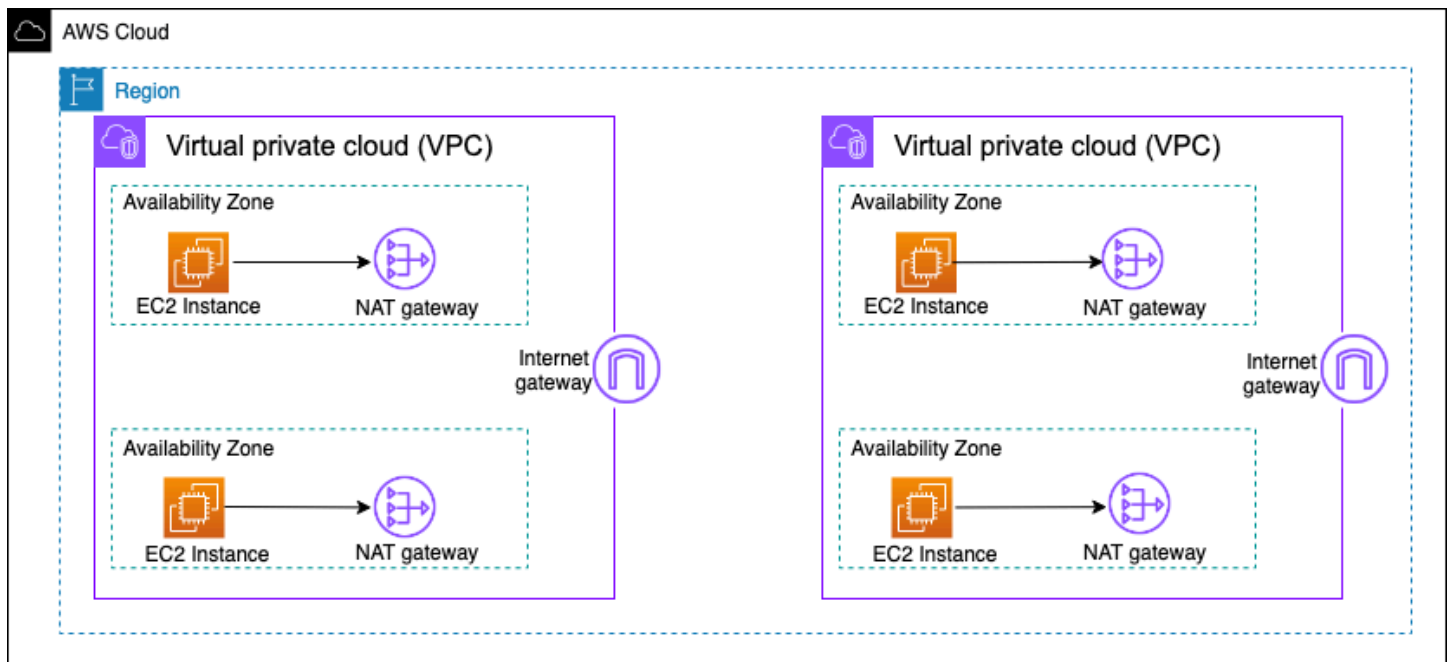 AWS Cloud
Region
Virtual private cloud (VPC)
Availability Zone
EC2 Instance
NAT gateway
Internet
gateway
Availability Zone
EC2 Instance
NAT gateway
Virtual private cloud (VPC)
Availability Zone
EC2 Instance
NAT gateway
Internet
gateway
Availability Zone
EC2 Instance
NAT gateway